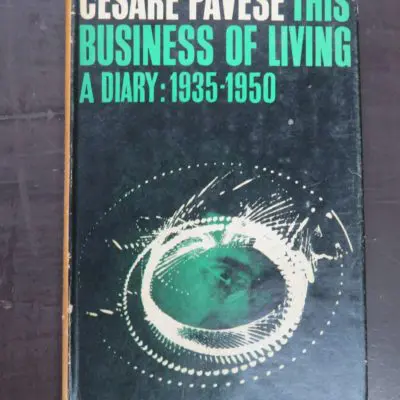 CESARE PAVESE THIS
BUSINESS OF LIVING
A DIARY: 1935-1950